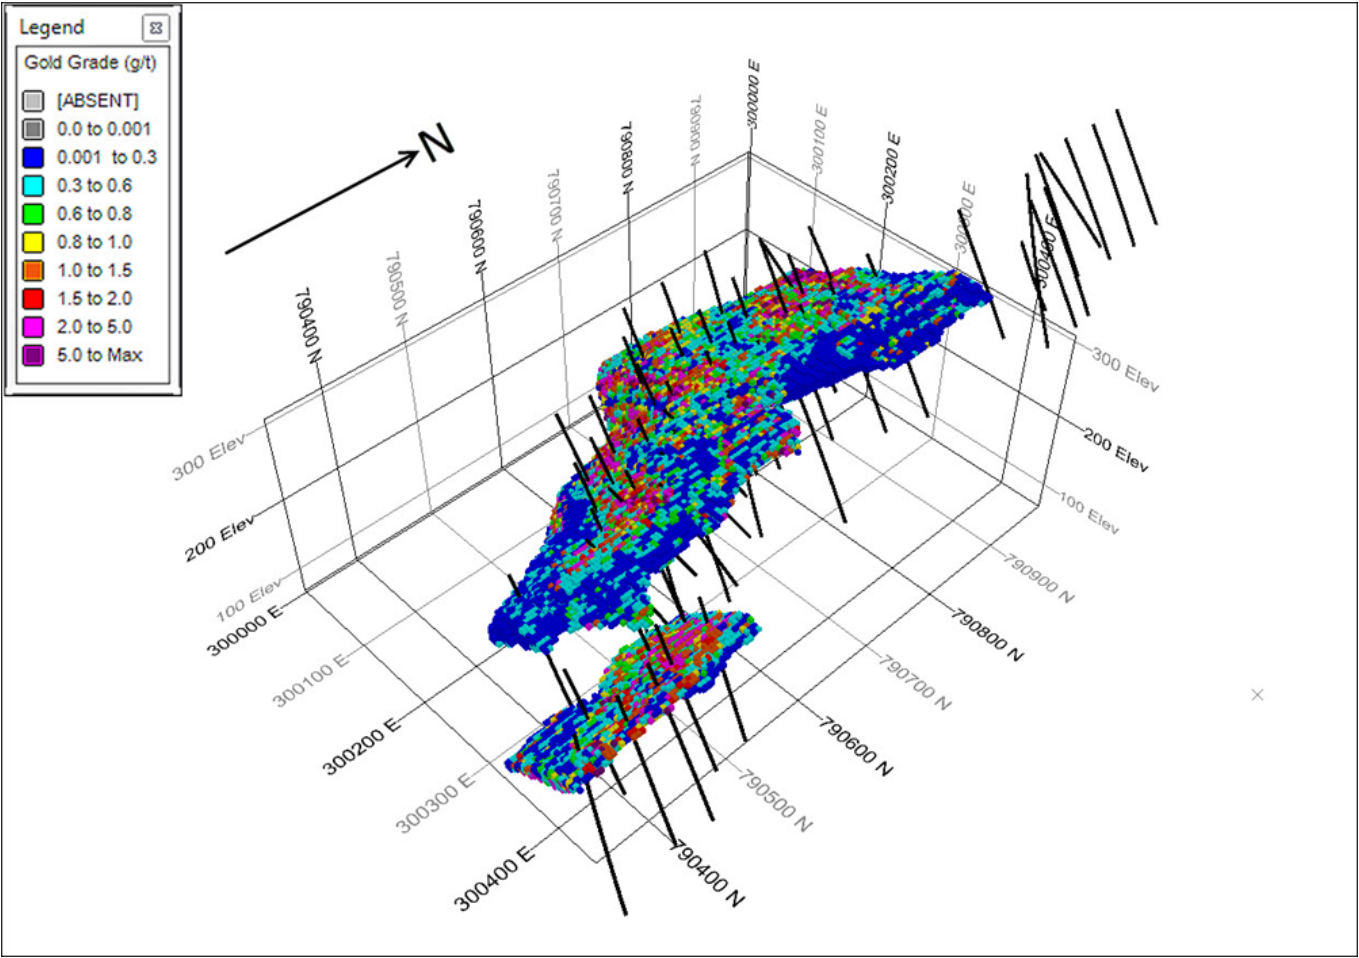 Legend
Gold Grade (g/t)
[ABSENT]
0.0 to 0.001
0.001 to 0.3
0.3 to 0.6
0.6 to 0.8
0.8 to 1.0
1.0 to 1.5
1.5 to 2.0
2.0 to 5.0
5.0 to Max
N
790400 N
790500 N
790600 N
790700 N
790800 N
790900 N
300000 E
300100 E
300200 E
300400 E
300 Elev
200 Elev
100 Elev
300 Elev
200 Elev
100 Elev
300000 E
300100 E
300200 E
300300 E
300400 E
790900 N
790800 N
790700 N
790600 N
790500 N
790400 N